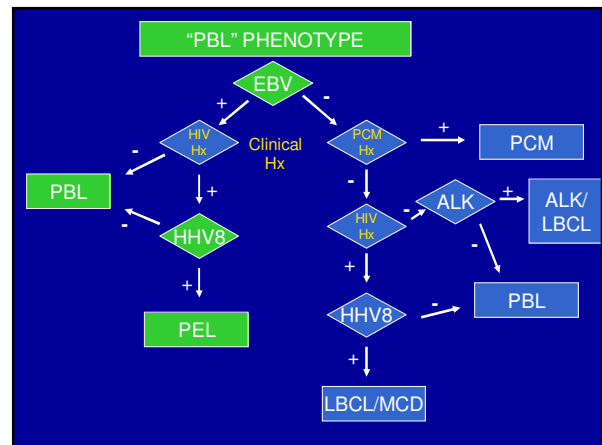 “PBL” PHENOTYPE
EBV
+
-
HIV
Hx
Clinical
Hx
PCM
Hx
+
PCM
-
+
-
PBL
HIV
Hx
-
ALK
+
ALK/
LBCL
-
HHV8
+
-
+
HHV8
-
PBL
PEL
+
LBCL/MCD